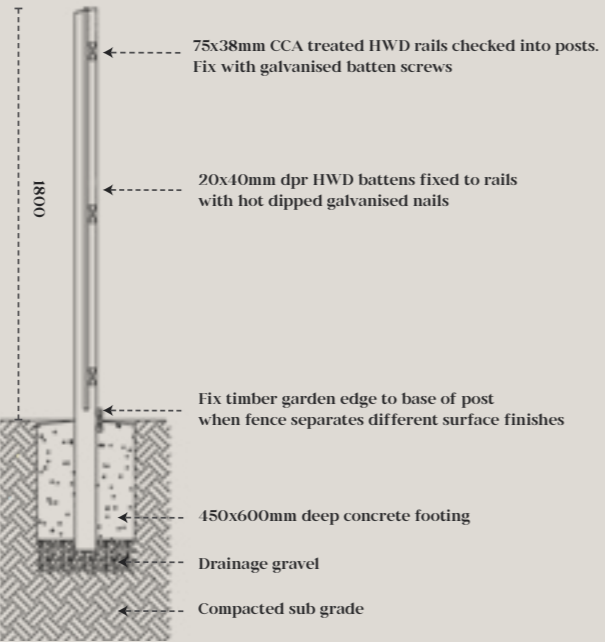 75x38mm CCA treated HWD rails checked into posts.
Fix with galvanised batten screws
1800
20x40mm dpr HWD battens fixed to rails
with hot dipped galvanised nails
Fix timber garden edge to base of post
when fence separates different surface finishes
450x600mm deep concrete footing
Drainage gravel
Compacted sub grade